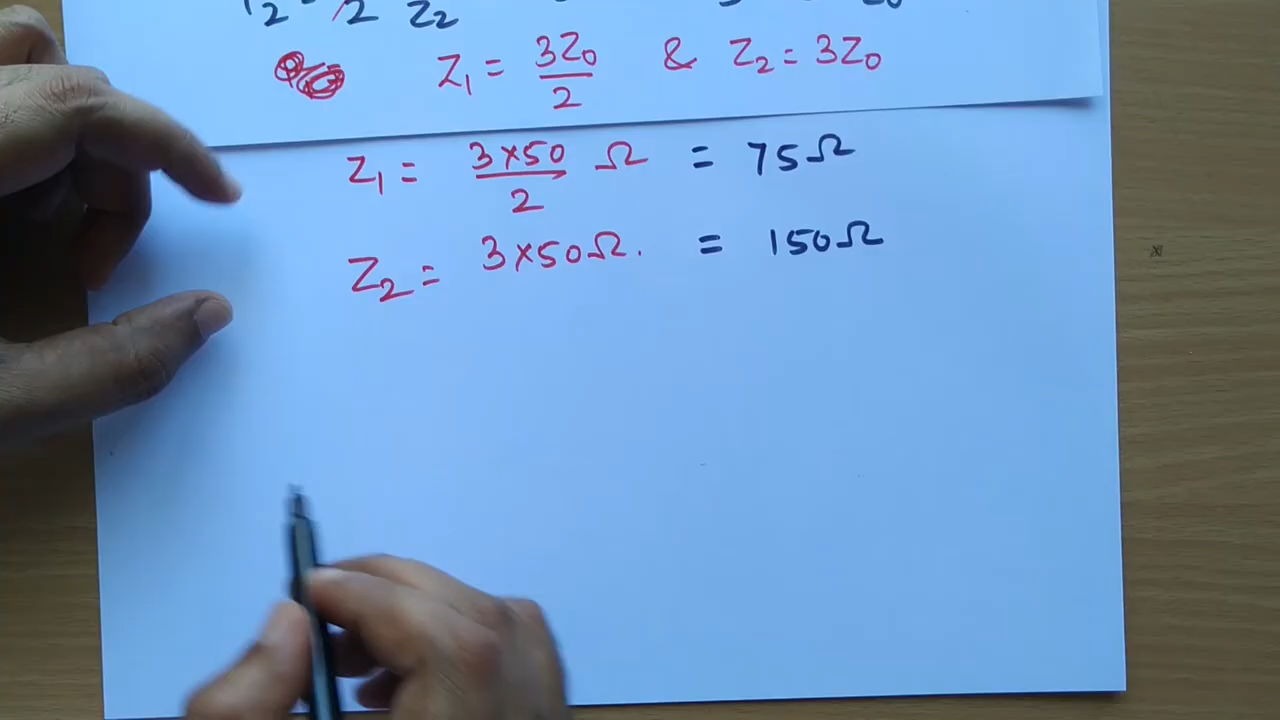 Z₁ = 3Z₀/2 & Z₂ = 3Z₀
Z₁ = 3×50/2 Ω = 75Ω
Z₂ = 3×50Ω. = 150Ω